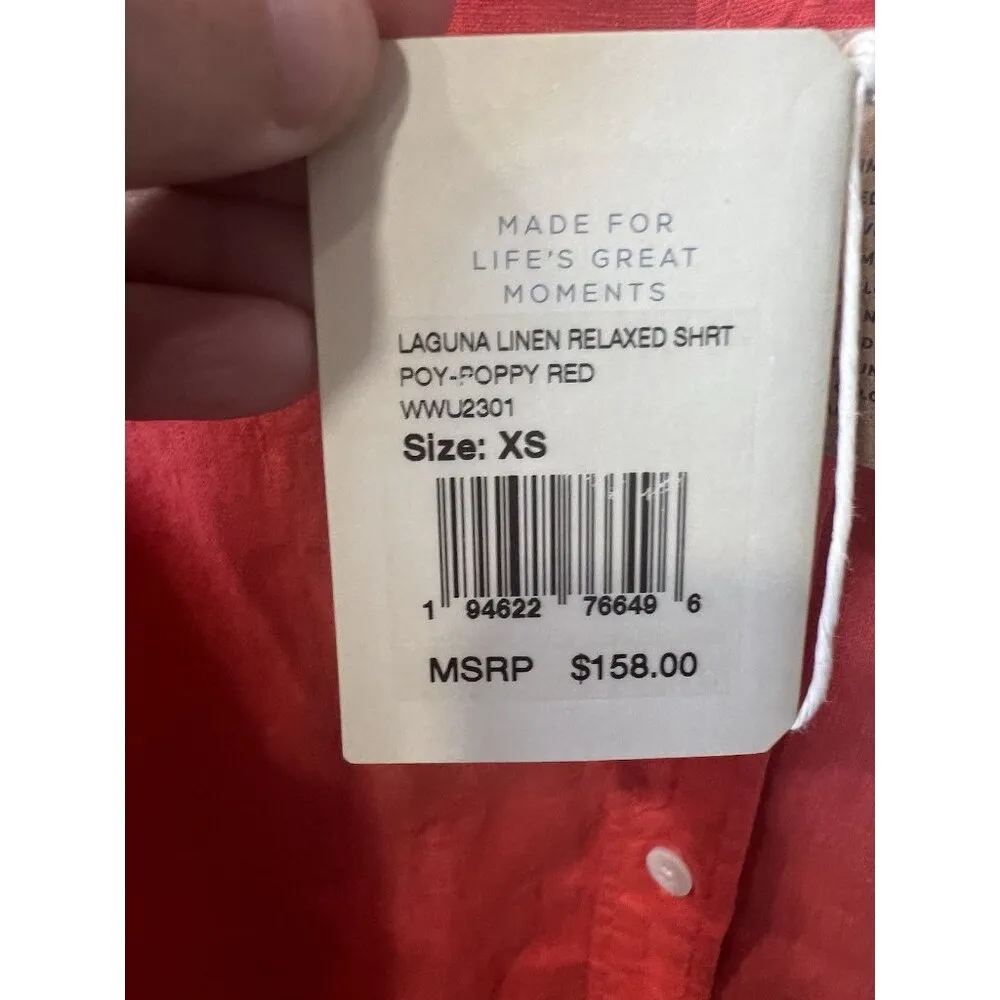 MADE FOR
LIFE'S GREAT
MOMENTS
LAGUNA LINEN RELAXED SHRT
POY-POPPY RED
WWU2301
Size: XS
1 94622 76649 6
MSRP $158.00